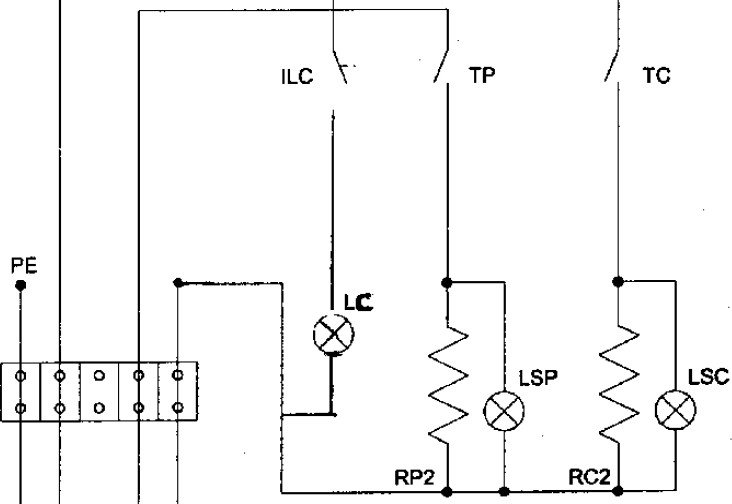 ILC TP TC
PE
LC
LSP LSC
RP2 RC2